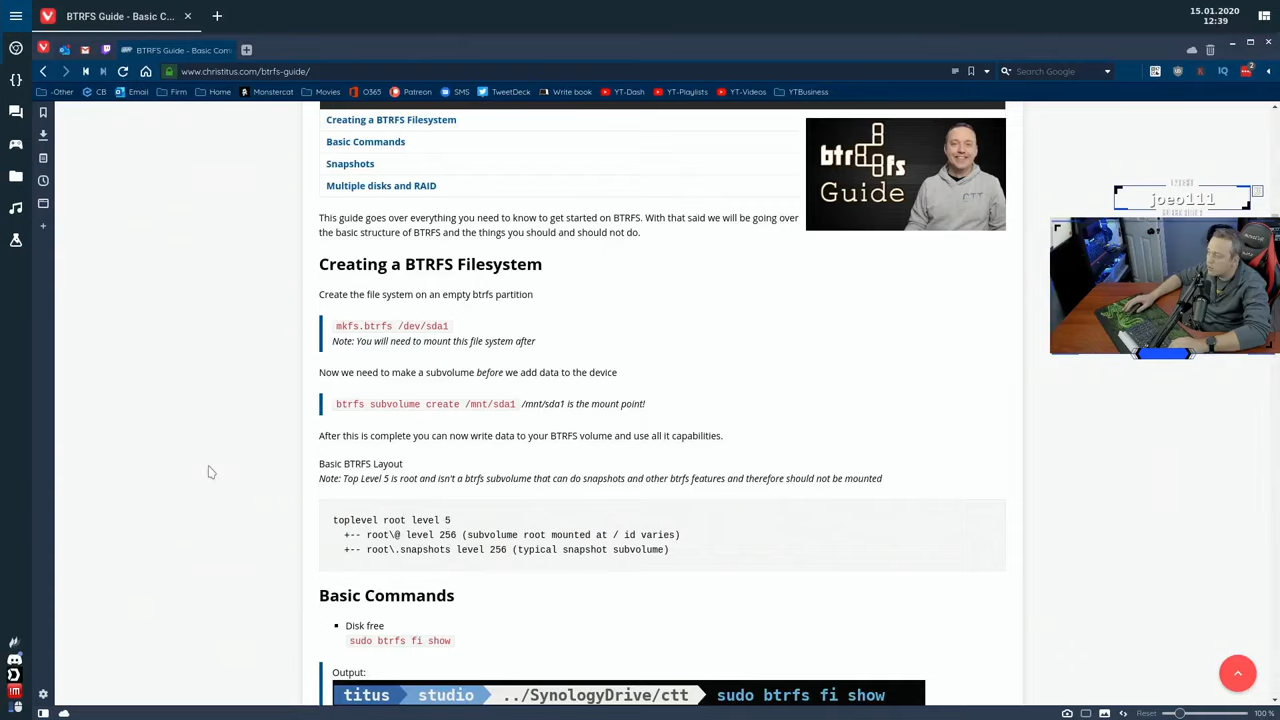 BTRFS Guide - Basic C...
15.01.2020
12:39
BTRFS Guide - Basic Com
www.christitus.com/btrfs-guide/
Search Google
IQ
2
-Other
CB
Email
Firm
Home
Monstercat
Movies
O365
Patreon
SMS
TweetDeck
Write book
YT-Dash
YT-Playlists
YT-Videos
YTBusiness
Creating a BTRFS Filesystem
Basic Commands
Snapshots
Multiple disks and RAID
btrfs
Guide
CTT
joeo111
This guide goes over everything you need to know to get started on BTRFS. With that said we will be going over
the basic structure of BTRFS and the things you should and should not do.
Creating a BTRFS Filesystem
Create the file system on an empty btrfs partition
mkfs.btrfs /dev/sda1
Note: You will need to mount this file system after
Now we need to make a subvolume before we add data to the device
btrfs subvolume create /mnt/sda1 /mnt/sda1 is the mount point!
After this is complete you can now write data to your BTRFS volume and use all it capabilities.
Basic BTRFS Layout
Note: Top Level 5 is root and isn't a btrfs subvolume that can do snapshots and other btrfs features and therefore should not be mounted
toplevel root level 5
+-- root\@ level 256 (subvolume root mounted at / id varies)
+-- root\.snapshots level 256 (typical snapshot subvolume)
Basic Commands
Disk free
sudo btrfs fi show
Output:
titus studio ../SynologyDrive/ctt sudo btrfs fi show
Reset
100 %